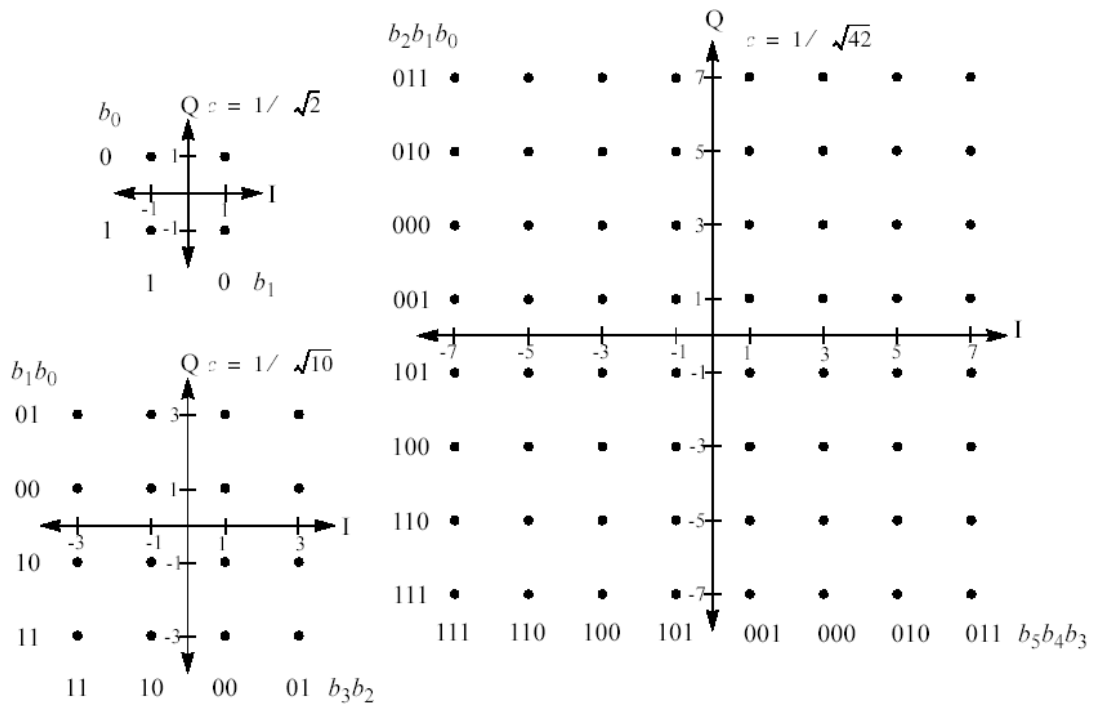 b₀
Q c = 1/ √2
0
1
I
-1 1
1
-1
1 0 b₁
b₁b₀
Q c = 1/ √10
01
3
00
1
I
-3 -1 1 3
10
-1
11
-3
11 10 00 01 b₃b₂
b₂b₁b₀
Q
c = 1/ √42
011
7
010
5
000
3
001
1
I
-7 -5 -3 -1 1 3 5 7
101
-1
100
-3
110
-5
111
-7
111 110 100 101 001 000 010 011 b₅b₄b₃